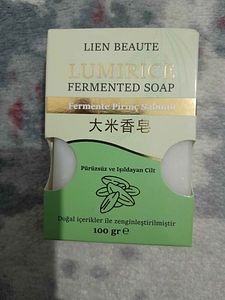 LIEN BEAUTE
LUMIRICE
FERMENTED SOAP
Fermente Pirinç Sabunu
大米香皂
Pürüzsüz ve Işıldayan Cilt
Doğal içerikler ile zenginleştirilmiştir
100 gr ℮